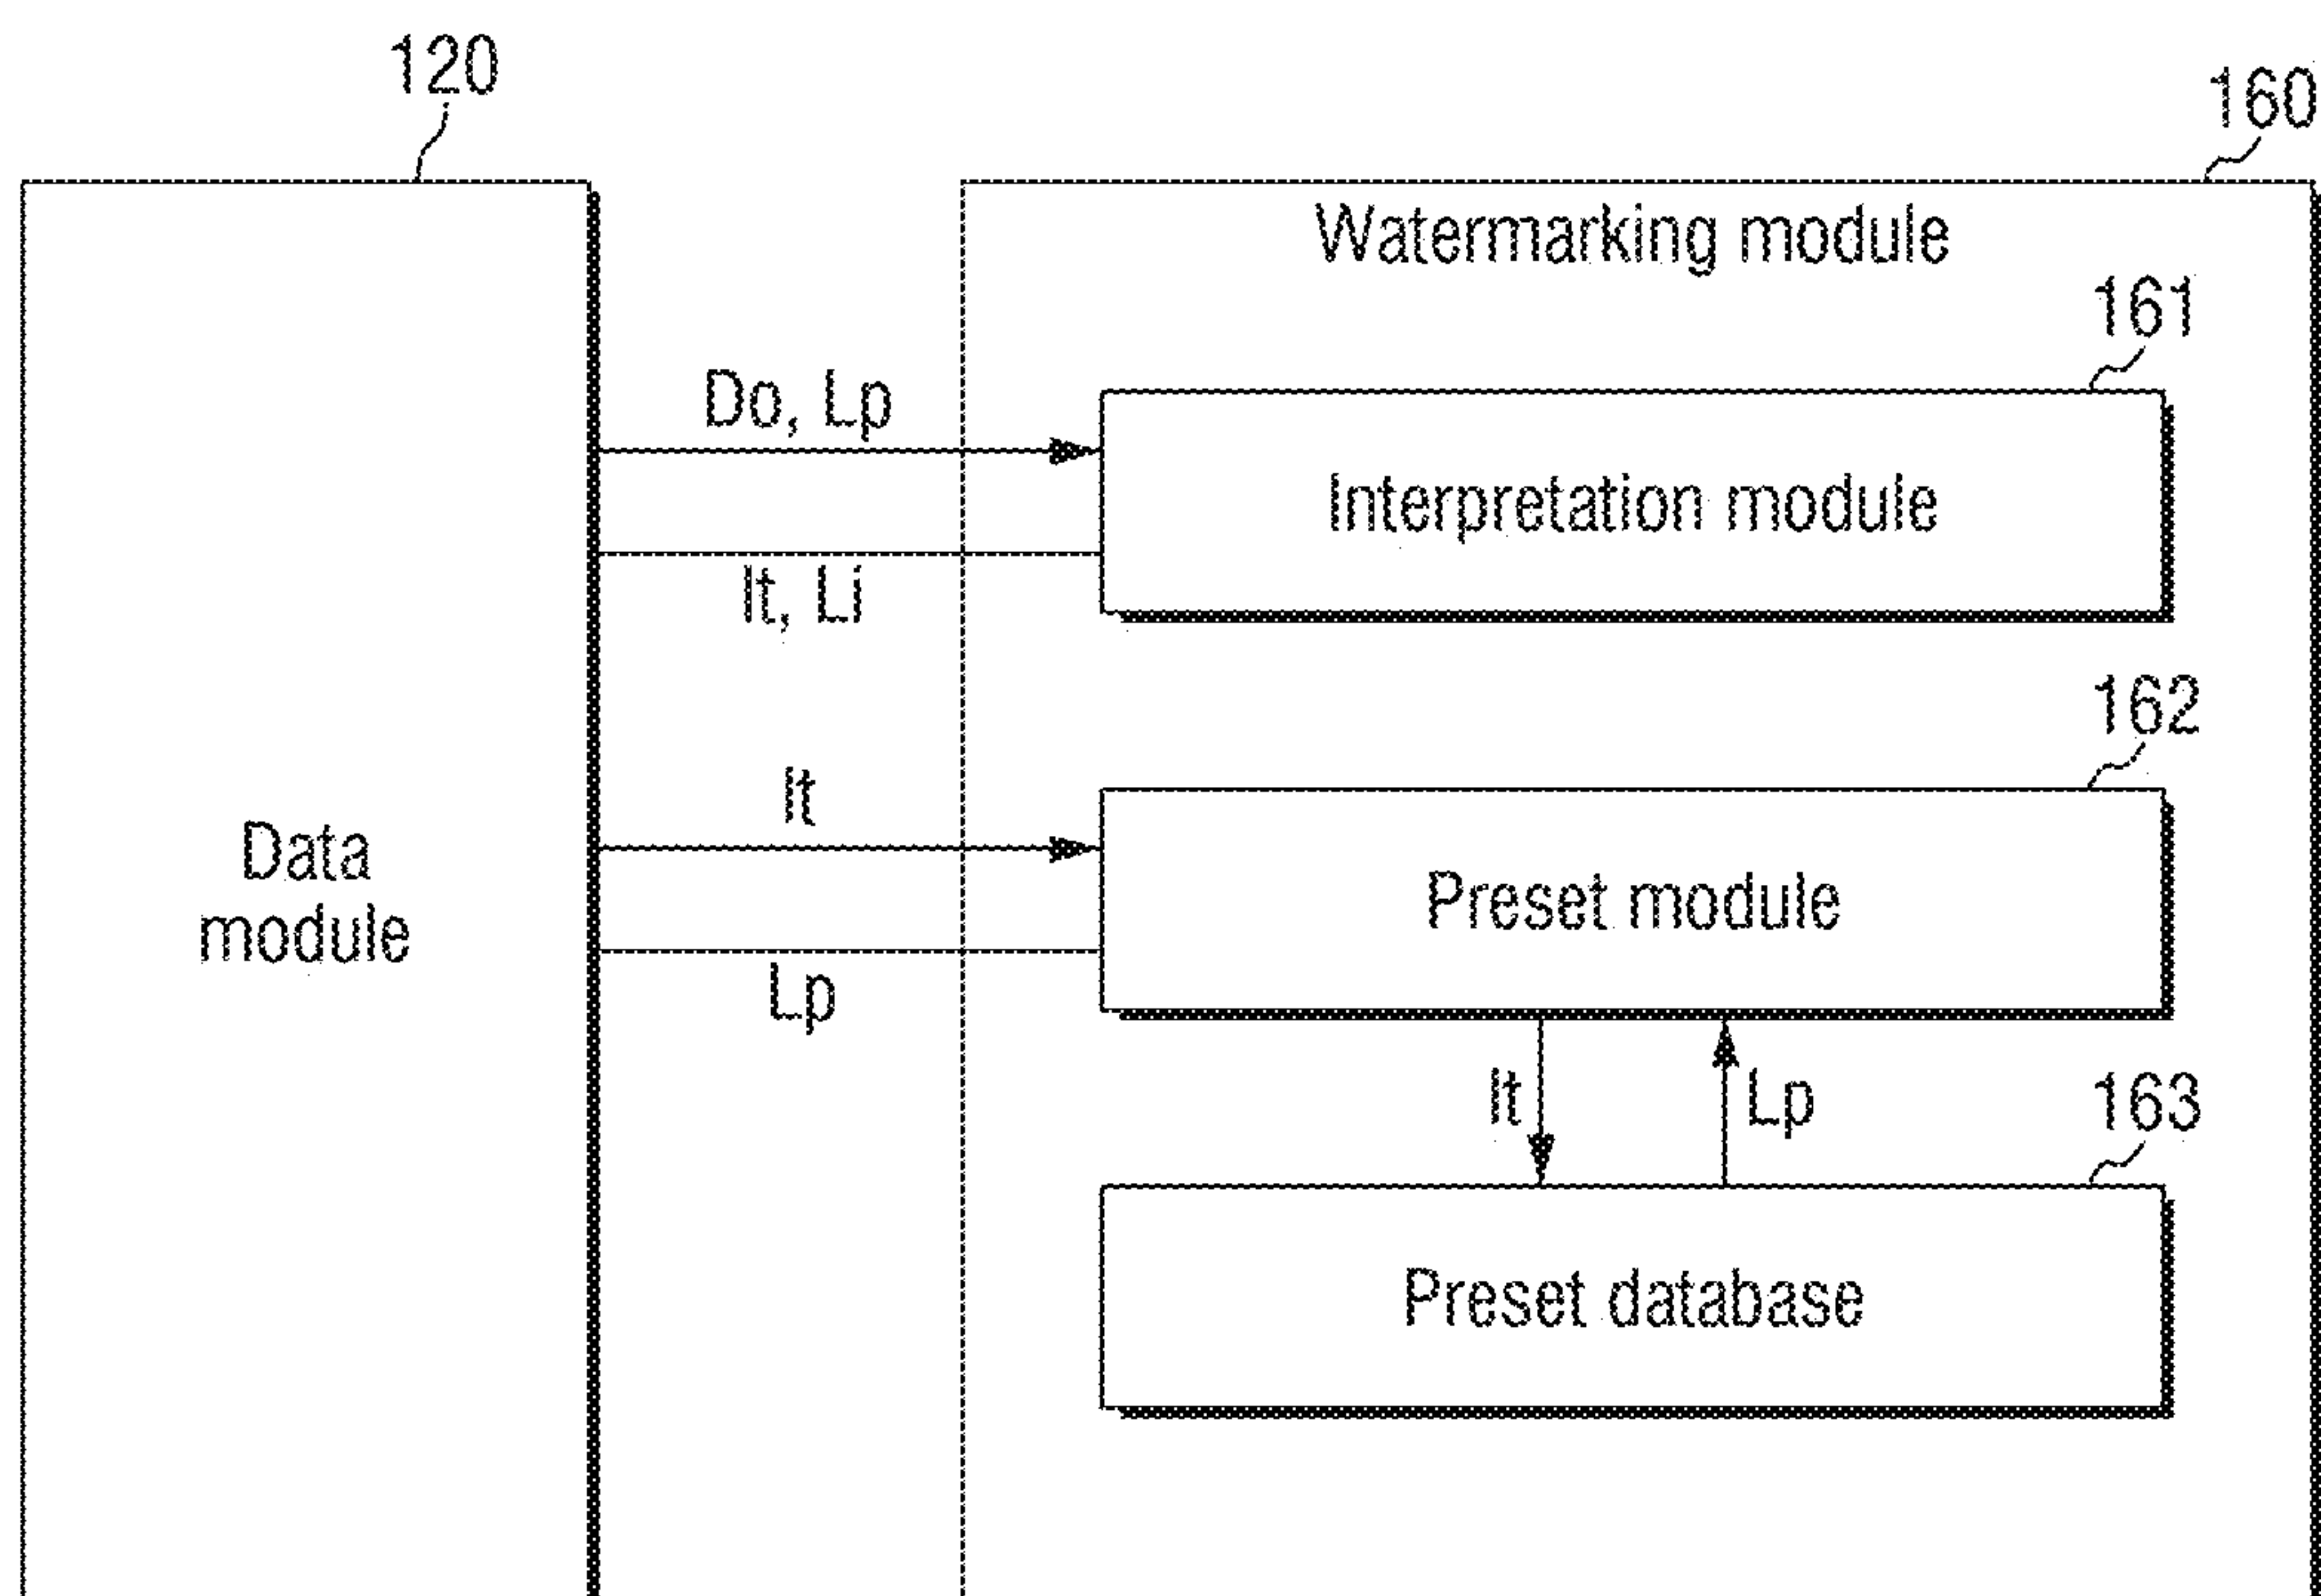 120
160
Watermarking module
161
Do, Lp
Interpretation module
It, Li
162
It
Data
module
Preset module
Lp
It
Lp
163
Preset database